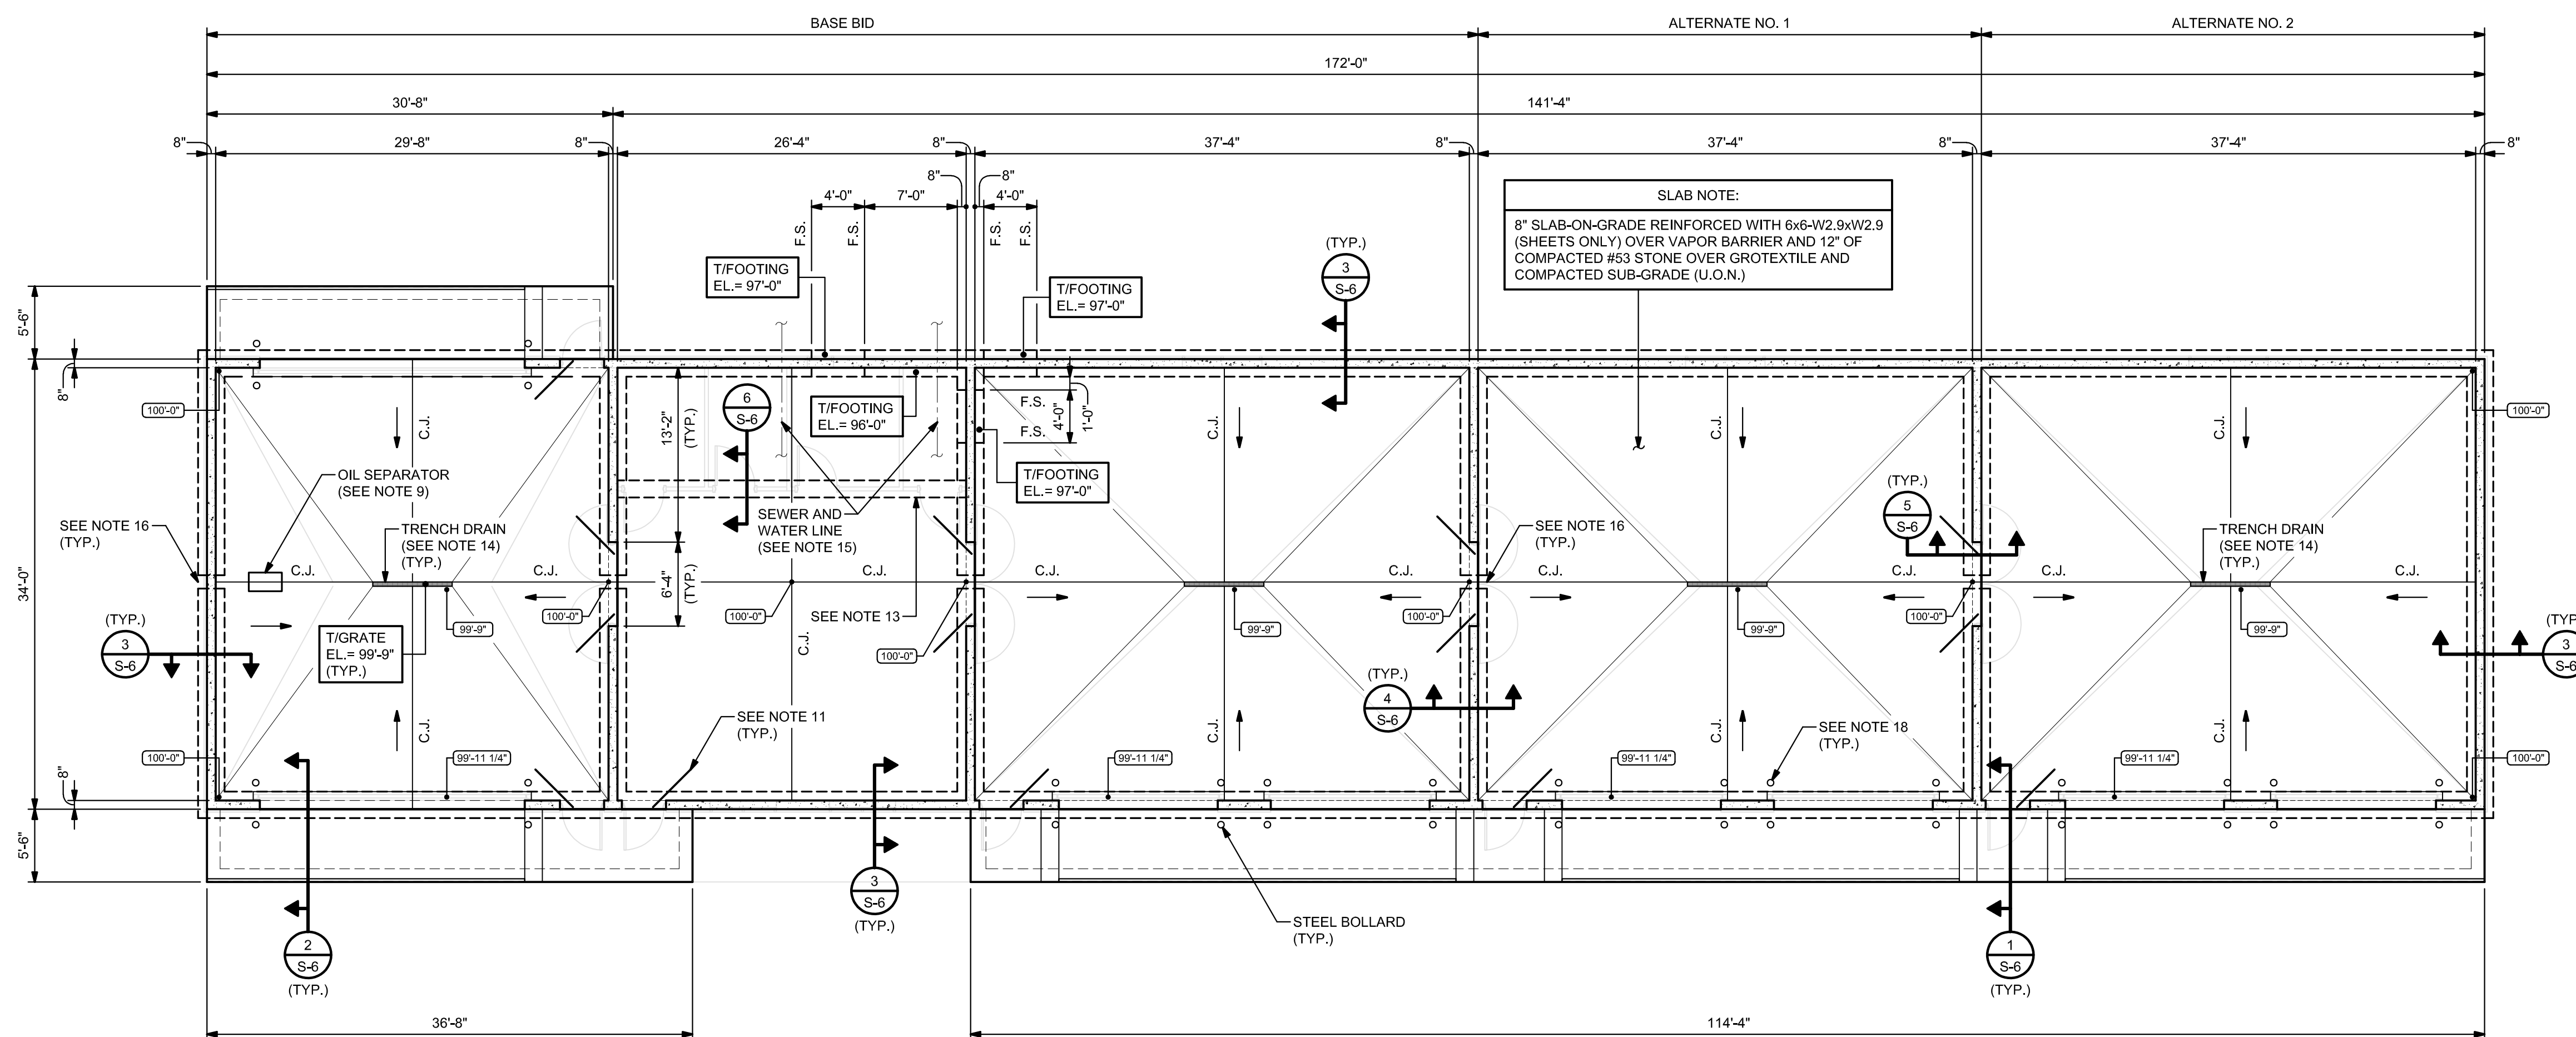 BASE BID
ALTERNATE NO. 1
ALTERNATE NO. 2
172'-0"
30'-8"
141'-4"
8"
29'-8"
8"
26'-4"
8"
37'-4"
8"
37'-4"
8"
37'-4"
8"
8"
8"
4'-0"
7'-0"
4'-0"
F.S.
F.S.
F.S.
F.S.
SLAB NOTE:
8" SLAB-ON-GRADE REINFORCED WITH 6x6-W2.9xW2.9
(SHEETS ONLY) OVER VAPOR BARRIER AND 12" OF
COMPACTED #53 STONE OVER GROTEXTILE AND
COMPACTED SUB-GRADE (U.O.N.)
(TYP.)
3
S-6
T/FOOTING
EL.= 97'-0"
T/FOOTING
EL.= 97'-0"
5'-6"
8"
34'-0"
8"
5'-6"
100'-0"
C.J.
6
S-6
13'-2"
(TYP.)
T/FOOTING
EL.= 96'-0"
F.S.
F.S.
4'-0"
1'-0"
C.J.
C.J.
C.J.
100'-0"
OIL SEPARATOR
(SEE NOTE 9)
T/FOOTING
EL.= 97'-0"
(TYP.)
5
S-6
SEE NOTE 16
(TYP.)
TRENCH DRAIN
(SEE NOTE 14)
(TYP.)
SEWER AND
WATER LINE
(SEE NOTE 15)
SEE NOTE 16
(TYP.)
TRENCH DRAIN
(SEE NOTE 14)
(TYP.)
C.J.
C.J.
6'-4"
(TYP.)
C.J.
C.J.
C.J.
C.J.
C.J.
C.J.
C.J.
100'-0"
100'-0"
SEE NOTE 13
100'-0"
100'-0"
99'-9"
99'-9"
99'-9"
99'-9"
(TYP.)
3
S-6
T/GRATE
EL.= 99'-9"
(TYP.)
C.J.
100'-0"
(TYP.
3
S-6
(TYP.)
4
S-6
SEE NOTE 11
(TYP.)
SEE NOTE 18
(TYP.)
C.J.
C.J.
C.J.
C.J.
100'-0"
99'-11 1/4"
99'-11 1/4"
99'-11 1/4"
99'-11 1/4"
100'-0"
3
S-6
(TYP.)
STEEL BOLLARD
(TYP.)
2
S-6
(TYP.)
1
S-6
(TYP.)
36'-8"
114'-4"